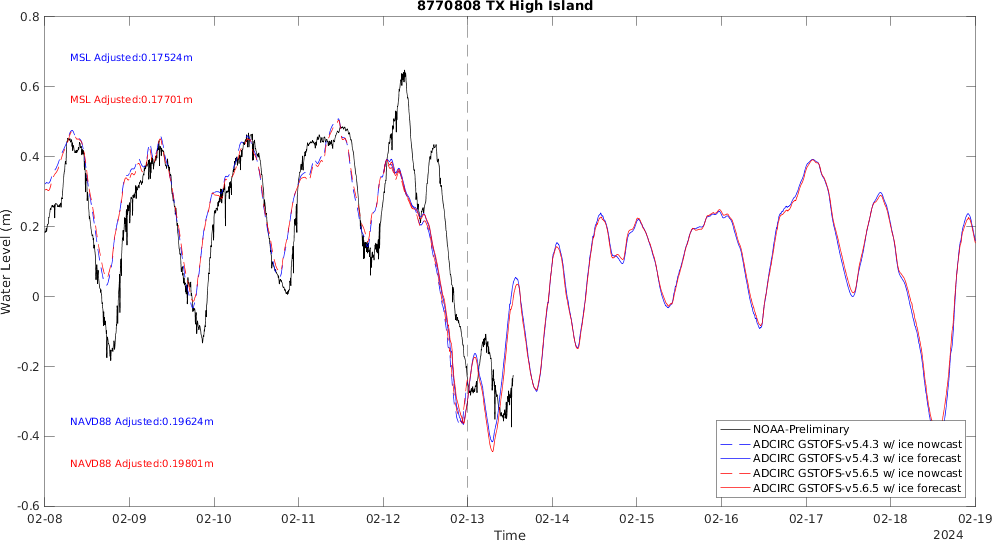 8770808 TX High Island
0.8
0.6
0.4
0.2
0
-0.2
-0.4
-0.6
Water Level (m)
MSL Adjusted:0.17524m
MSL Adjusted:0.17701m
NAVD88 Adjusted:0.19624m
NAVD88 Adjusted:0.19801m
NOAA-Preliminary
ADCIRC GSTOFS-v5.4.3 w/ ice nowcast
ADCIRC GSTOFS-v5.4.3 w/ ice forecast
ADCIRC GSTOFS-v5.6.5 w/ ice nowcast
ADCIRC GSTOFS-v5.6.5 w/ ice forecast
02-08 02-09 02-10 02-11 02-12 02-13 02-14 02-15 02-16 02-17 02-18 02-19
Time
2024